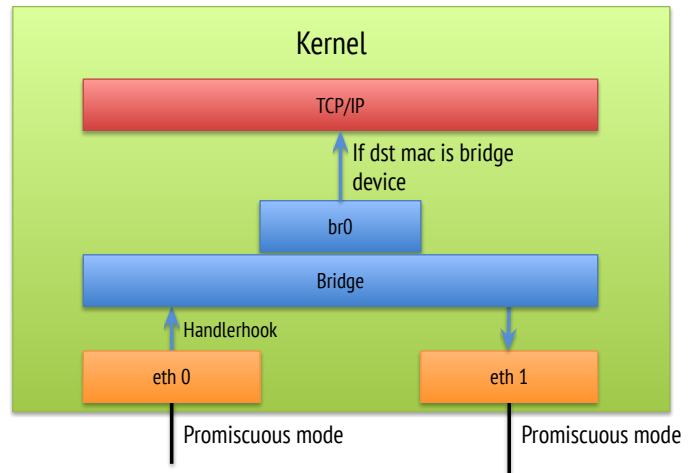 Kernel
TCP/IP
If dst mac is bridge
device
br0
Bridge
Handlerhook
eth 0
eth 1
Promiscuous mode
Promiscuous mode